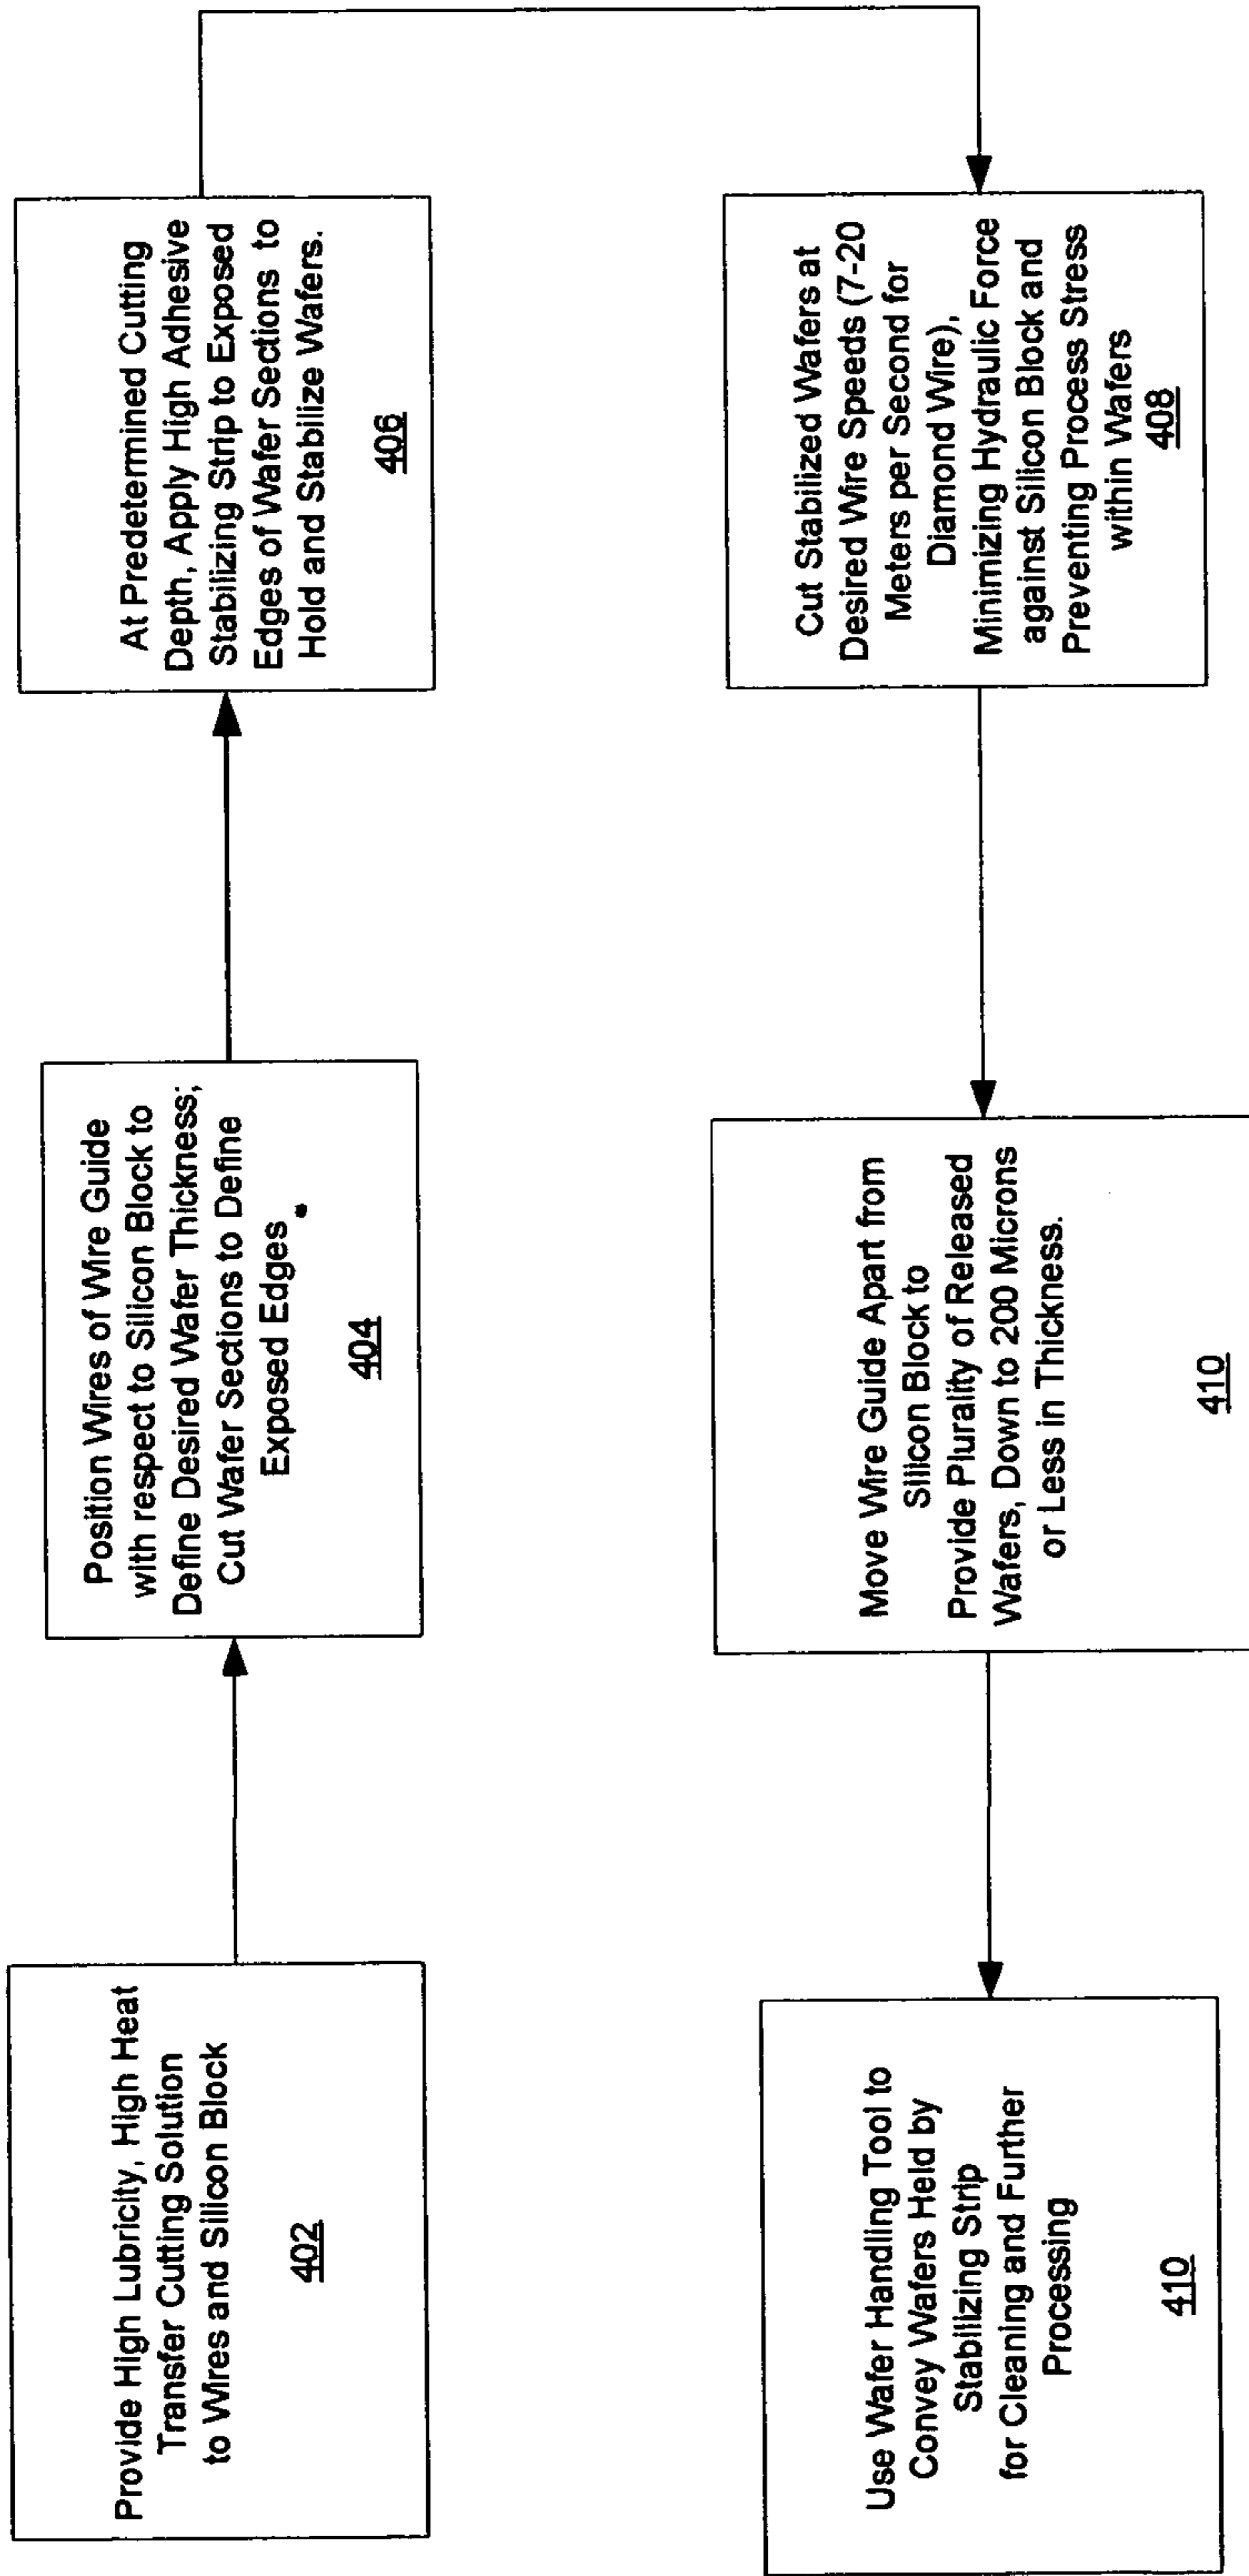 Provide High Lubricity, High Heat
Transfer Cutting Solution
to Wires and Silicon Block
402
Position Wires of Wire Guide
with respect to Silicon Block to
Define Desired Wafer Thickness;
Cut Wafer Sections to Define
Exposed Edges
404
At Predetermined Cutting
Depth, Apply High Adhesive
Stabilizing Strip to Exposed
Edges of Wafer Sections to
Hold and Stabilize Wafers.
406
Cut Stabilized Wafers at
Desired Wire Speeds (7-20
Meters per Second for
Diamond Wire),
Minimizing Hydraulic Force
against Silicon Block and
Preventing Process Stress
within Wafers
408
Move Wire Guide Apart from
Silicon Block to
Provide Plurality of Released
Wafers, Down to 200 Microns
or Less in Thickness.
410
Use Wafer Handling Tool to
Convey Wafers Held by
Stabilizing Strip
for Cleaning and Further
Processing
410